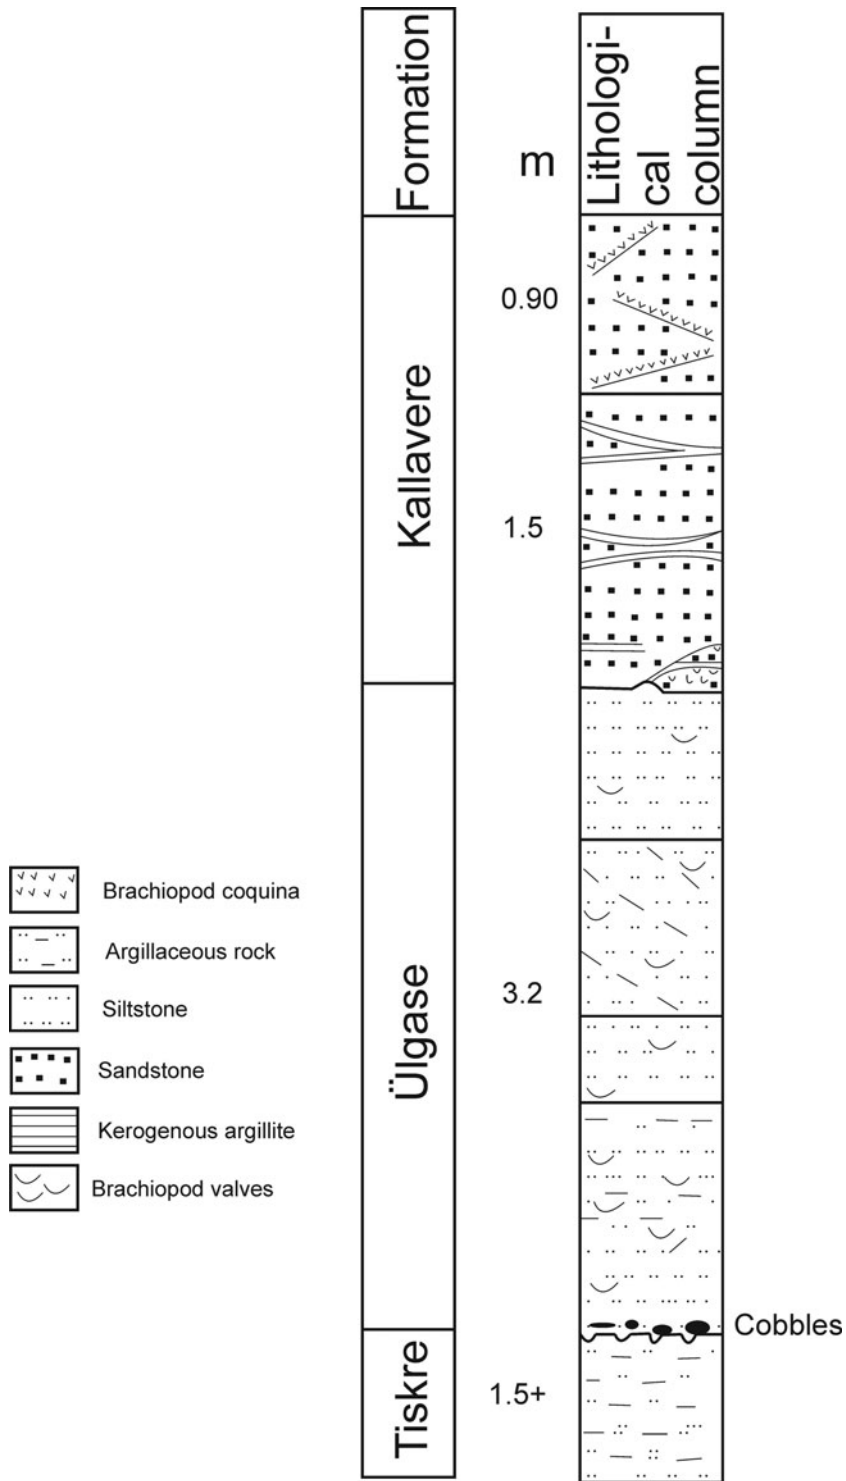 Formation
m
Lithologi-
cal
column
Kallavere
0.90
1.5
Ülgase
3.2
Tiskre
1.5+
Cobbles
Brachiopod coquina
Argillaceous rock
Siltstone
Sandstone
Kerogenous argillite
Brachiopod valves